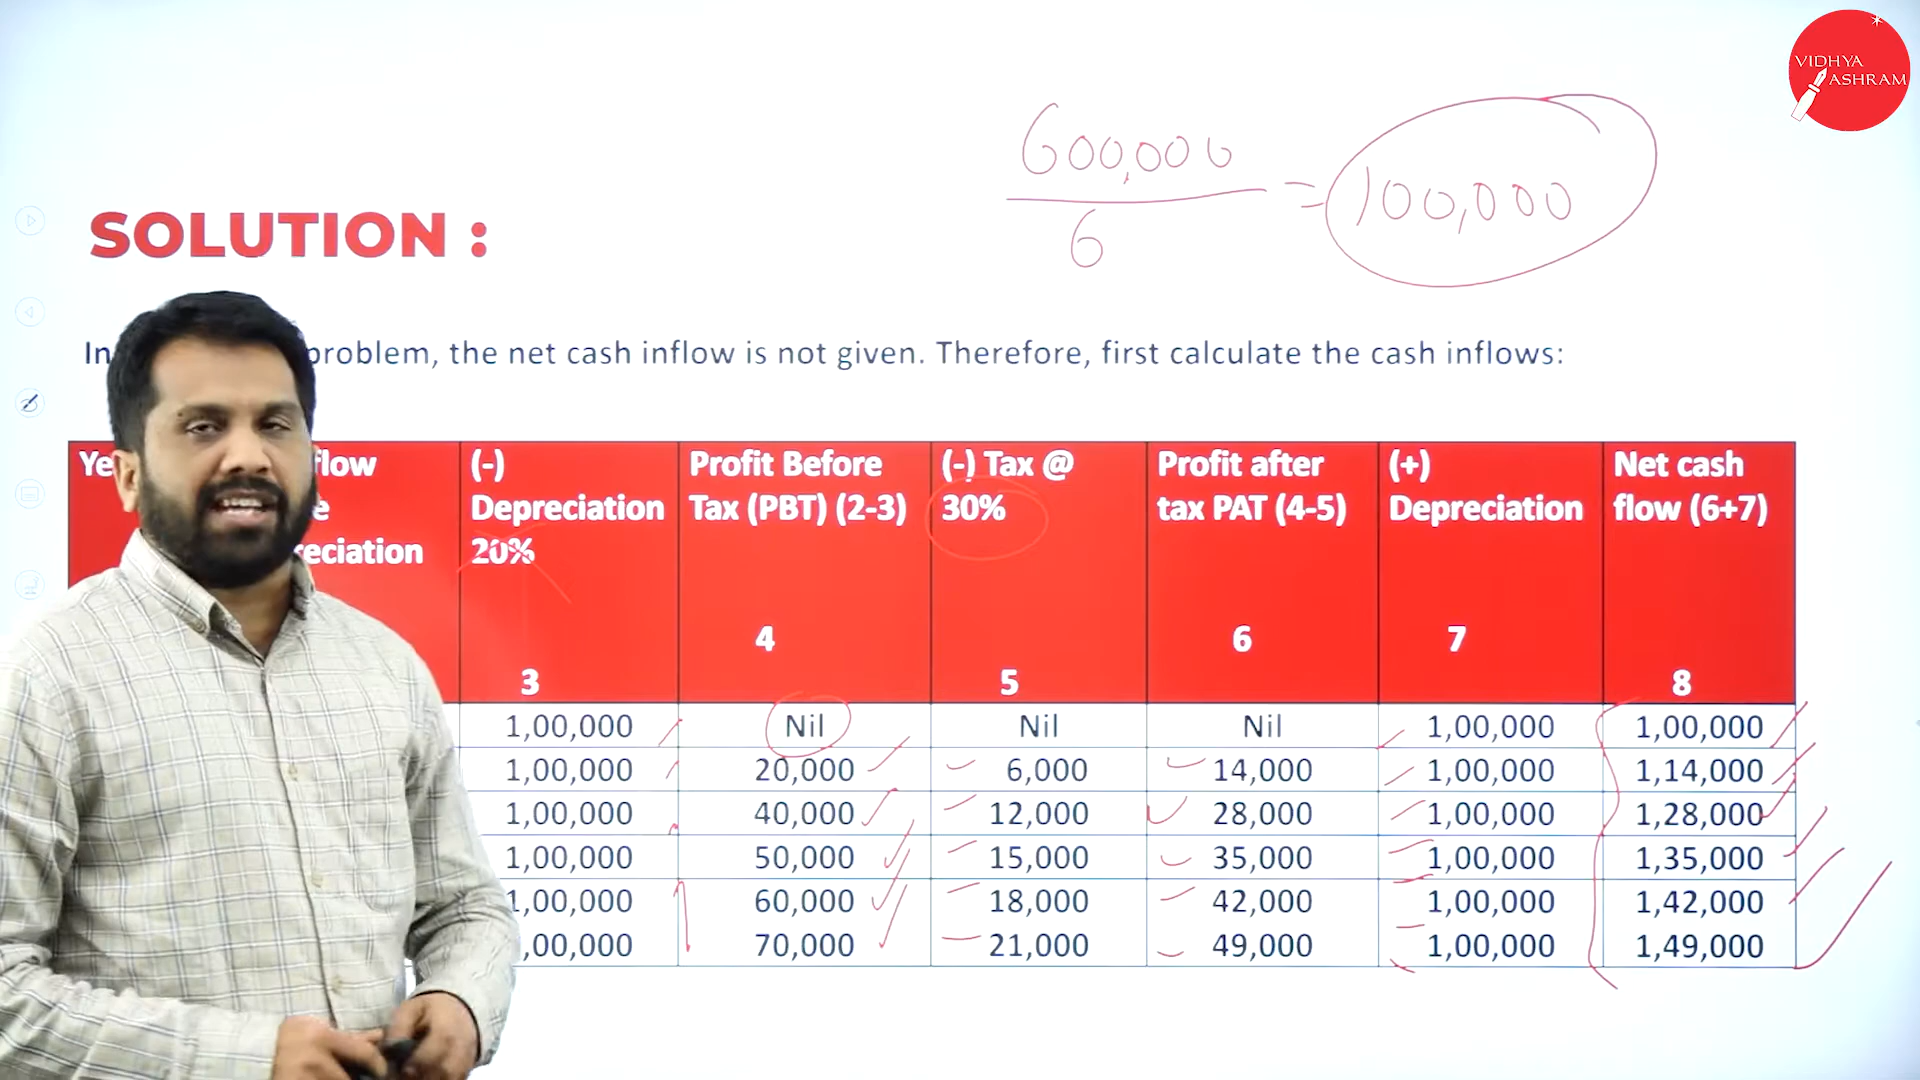 VIDHYA
ASHRAM
600,000
6
=
100,000
SOLUTION :
In problem, the net cash inflow is not given. Therefore, first calculate the cash inflows:
(-) Depreciation 20% 3
Profit Before Tax (PBT) (2-3) 4
(-) Tax @ 30% 5
Profit after tax PAT (4-5) 6
(+) Depreciation 7
Net cash flow (6+7) 8
1,00,000 Nil Nil Nil 1,00,000 1,00,000
1,00,000 20,000 6,000 14,000 1,00,000 1,14,000
1,00,000 40,000 12,000 28,000 1,00,000 1,28,000
1,00,000 50,000 15,000 35,000 1,00,000 1,35,000
1,00,000 60,000 18,000 42,000 1,00,000 1,42,000
,00,000 70,000 21,000 49,000 1,00,000 1,49,000